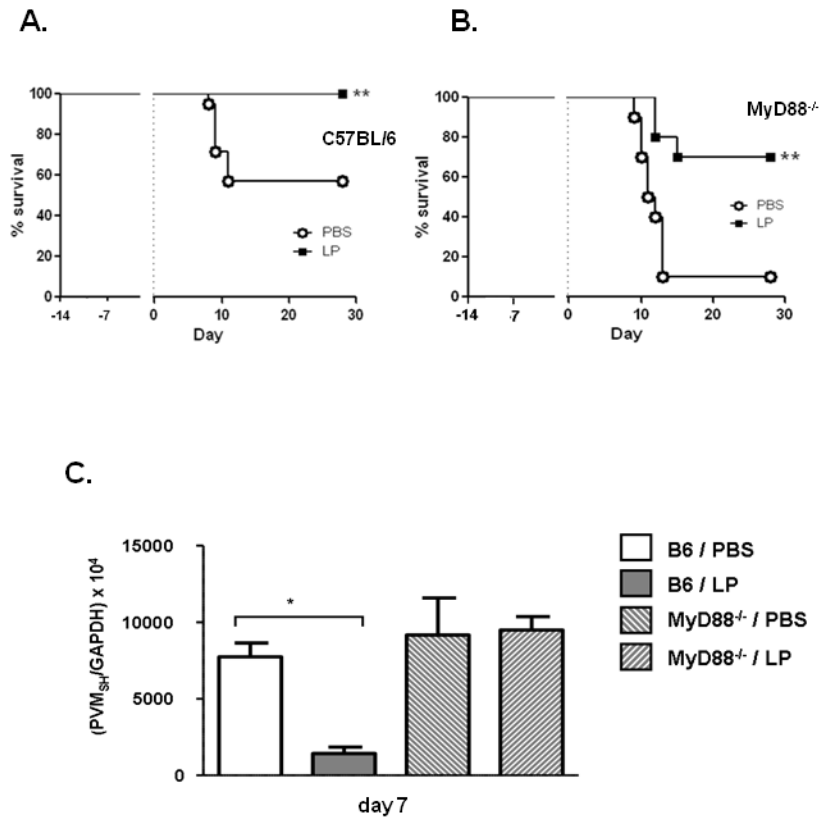 A.
B.
100
80
60
40
20
0
% survival
-14
-7
0
10
20
30
Day
**
C57BL/6
PBS
LP
100
80
60
40
20
0
% survival
-14
-7
0
10
20
30
Day
MyD88-/-
**
PBS
LP
C.
15000
10000
5000
0
(PVMSH/GAPDH) x 10⁴
*
day 7
B6 / PBS
B6 / LP
MyD88-/- / PBS
MyD88-/- / LP